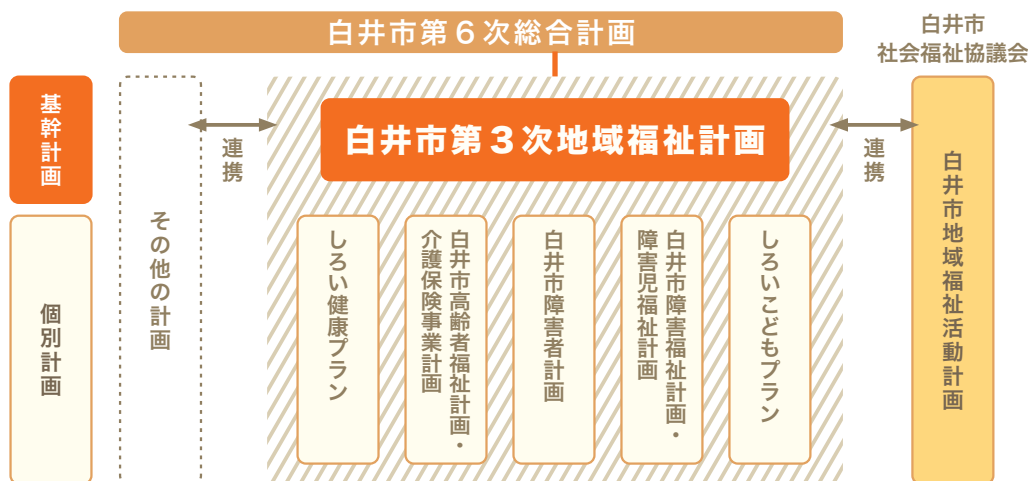 白井市第６次総合計画
白井市
社会福祉協議会
基幹計画
個別計画
その他の計画
連携
白井市第３次地域福祉計画
連携
しろい健康プラン
白井市高齢者福祉計画・
介護保険事業計画
白井市障害者計画
白井市障害福祉計画・
障害児福祉計画
しろいこどもプラン
白井市地域福祉活動計画